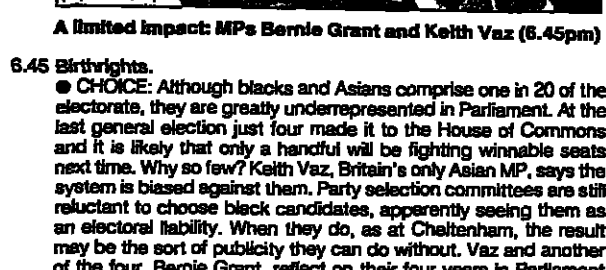 A limited impact: MPs Bernie Grant and Keith Vaz (6.45pm)
6.45 Birthrights.
● CHOICE: Although blacks and Asians comprise one in 20 of the
electorate, they are greatly underrepresented in Parliament. At the
last general election just four made it to the House of Commons
and it is likely that only a handful will be fighting winnable seats
next time. Why so few? Keith Vaz, Britain's only Asian MP, says the
system is biased against them. Party selection committees are still
reluctant to choose black candidates, apparently seeing them as
an electoral liability. When they do, as at Cheltenham, the result
may be the sort of publicity they can do without. Vaz and another
of the four, Bernie Grant, reflect on their four years in Parliament